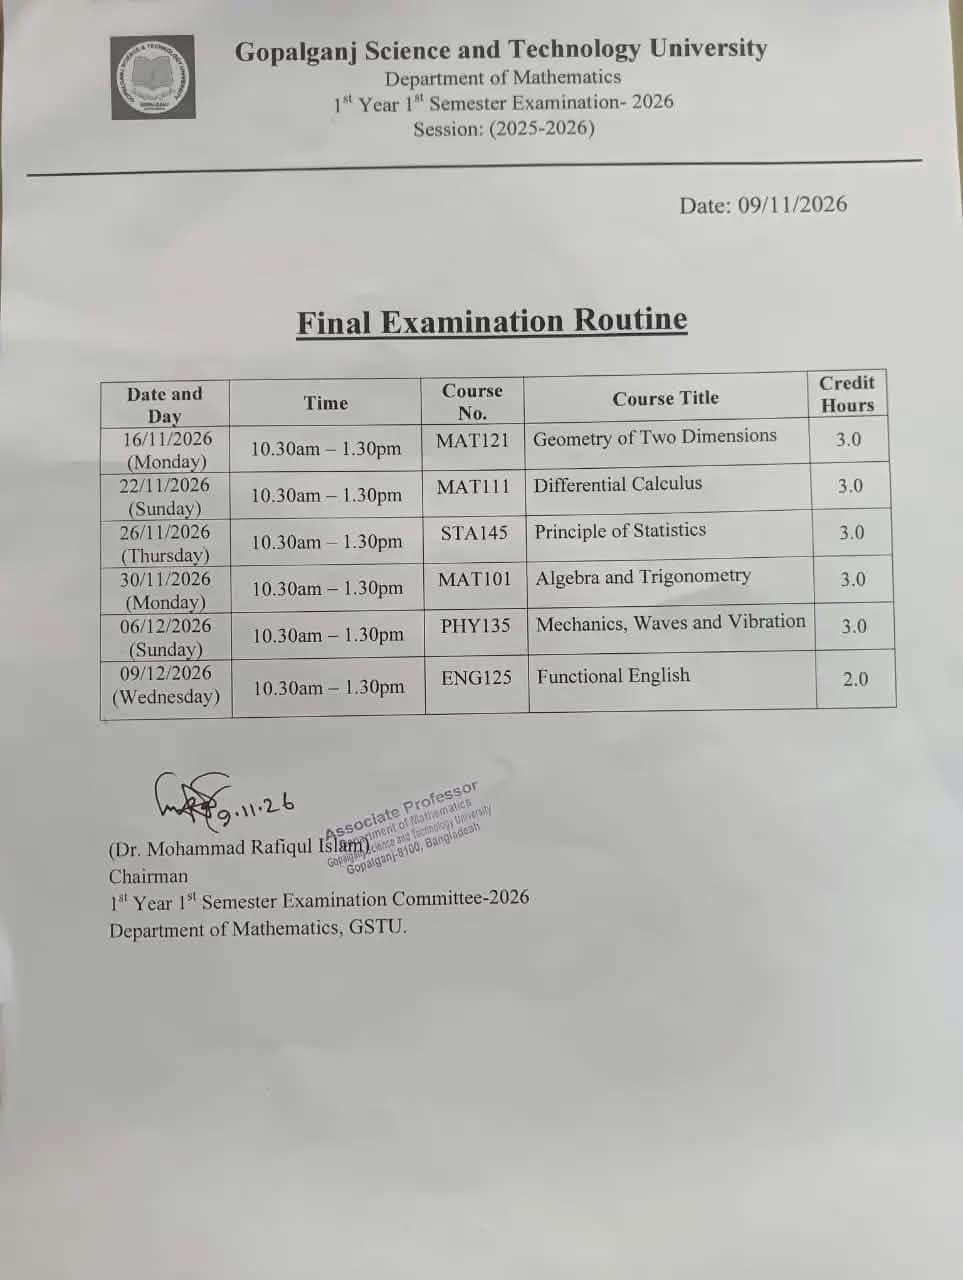 Gopalganj Science and Technology University
Department of Mathematics
1st Year 1st Semester Examination- 2026
Session: (2025-2026)
Date: 09/11/2026
Final Examination Routine
Date and Day | Time | Course No. | Course Title | Credit Hours
16/11/2026 (Monday) | 10.30am – 1.30pm | MAT121 | Geometry of Two Dimensions | 3.0
22/11/2026 (Sunday) | 10.30am – 1.30pm | MAT111 | Differential Calculus | 3.0
26/11/2026 (Thursday) | 10.30am – 1.30pm | STA145 | Principle of Statistics | 3.0
30/11/2026 (Monday) | 10.30am – 1.30pm | MAT101 | Algebra and Trigonometry | 3.0
06/12/2026 (Sunday) | 10.30am – 1.30pm | PHY135 | Mechanics, Waves and Vibration | 3.0
09/12/2026 (Wednesday) | 10.30am – 1.30pm | ENG125 | Functional English | 2.0
9.11.26
Associate Professor
Department of Mathematics
Gopalganj Science and Technology University
Gopalganj-8100, Bangladesh
(Dr. Mohammad Rafiqul Islam)
Chairman
1st Year 1st Semester Examination Committee-2026
Department of Mathematics, GSTU.